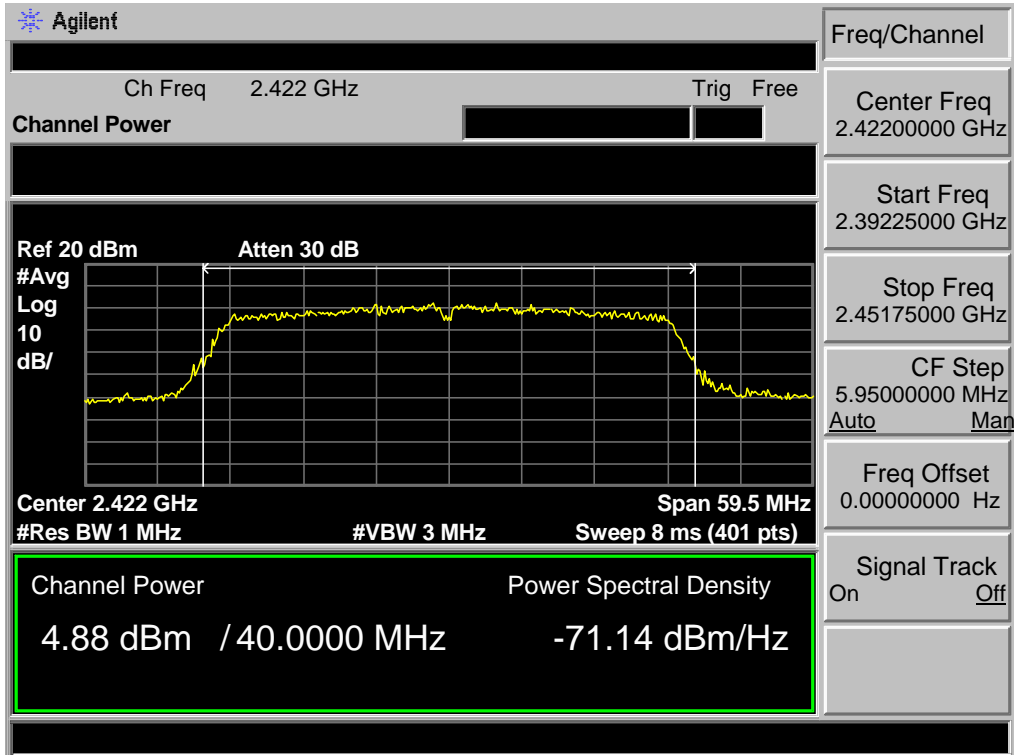 Agilent
Freq/Channel
Ch Freq 2.422 GHz Trig Free
Channel Power
Center Freq
2.42200000 GHz
Start Freq
2.39225000 GHz
Ref 20 dBm Atten 30 dB
#Avg
Log
10
dB/
Stop Freq
2.45175000 GHz
CF Step
5.95000000 MHz
Auto Man
Freq Offset
0.00000000 Hz
Center 2.422 GHz Span 59.5 MHz
#Res BW 1 MHz #VBW 3 MHz Sweep 8 ms (401 pts)
Signal Track
On Off
Channel Power Power Spectral Density
4.88 dBm / 40.0000 MHz -71.14 dBm/Hz